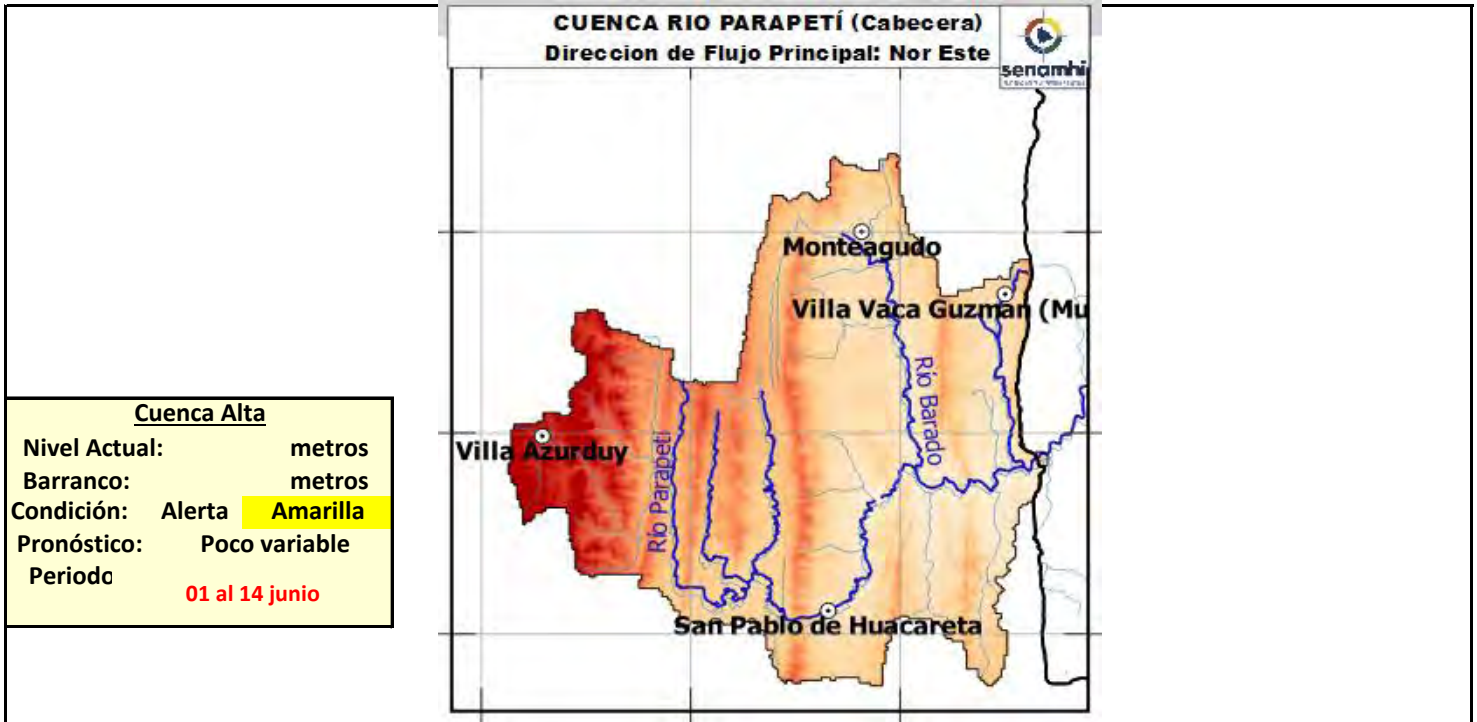 CUENCA RIO PARAPETÍ (Cabecera)
Direccion de Flujo Principal: Nor Este
senamhi
Monteagudo
Villa Vaca Guzmán (Mu
Río Barado
Villa Azurduy
Río Parapetí
San Pablo de Huacareta
Cuenca Alta
Nivel Actual: metros
Barranco: metros
Condición: Alerta Amarilla
Pronóstico: Poco variable
Periodo
01 al 14 junio